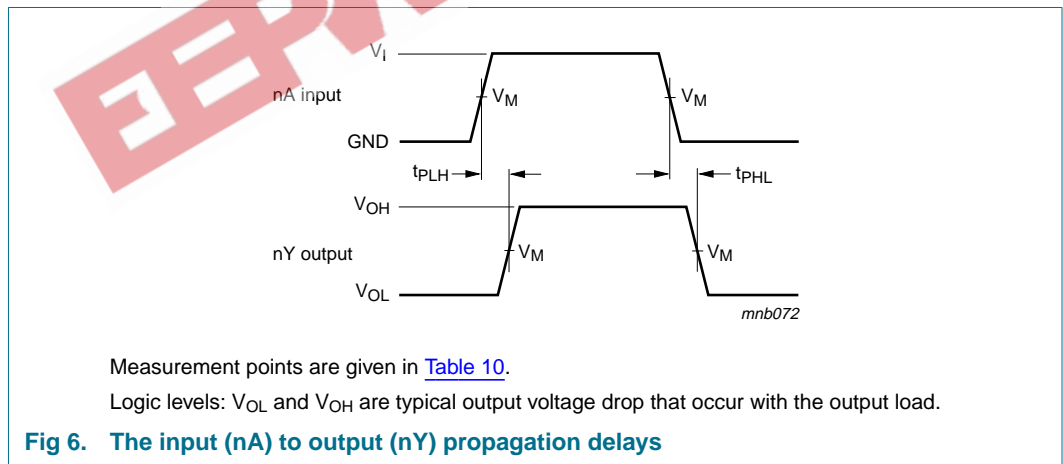 VI
nA input
VM
VM
GND
tPLH
tPHL
VOH
nY output
VM
VM
VOL
mnb072
Measurement points are given in Table 10.
Logic levels: VOL and VOH are typical output voltage drop that occur with the output load.
Fig 6. The input (nA) to output (nY) propagation delays